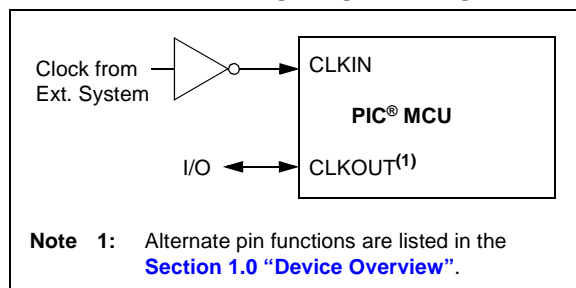 Clock from
Ext. System
CLKIN
PIC® MCU
I/O
CLKOUT(1)
Note 1: Alternate pin functions are listed in the
Section 1.0 “Device Overview”.